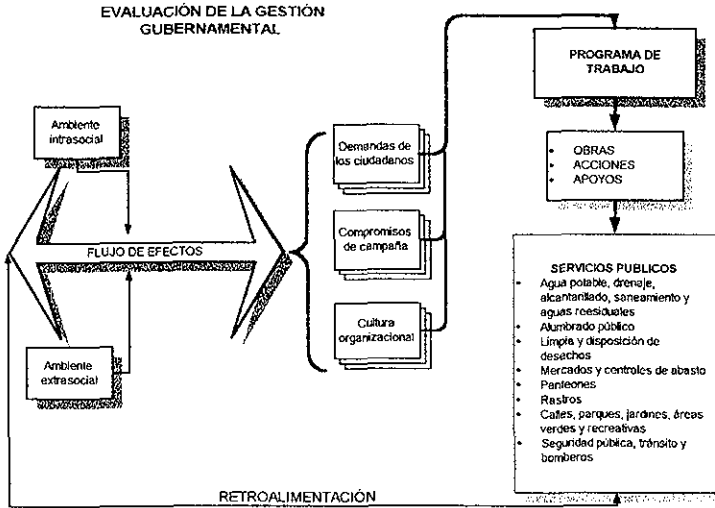 EVALUACIÓN DE LA GESTIÓN
GUBERNAMENTAL
Ambiente
intrasocial
FLUJO DE EFECTOS
Ambiente
extrasocial
Demandas de
los ciudadanos
Compromisos
de campaña
Cultura
organizacional
PROGRAMA DE
TRABAJO
• OBRAS
• ACCIONES
• APOYOS
SERVICIOS PUBLICOS
• Agua potable, drenaje,
alcantarillado, saneamiento y
aguas reesiduales
• Alumbrado público
• Limpia y disposición de
desechos
• Mercados y centrales de abasto
• Panteones
• Rastros
• Calles, parques, jardines, áreas
verdes y recreativas
• Seguridad pública, tránsito y
bomberos
RETROALIMENTACIÓN